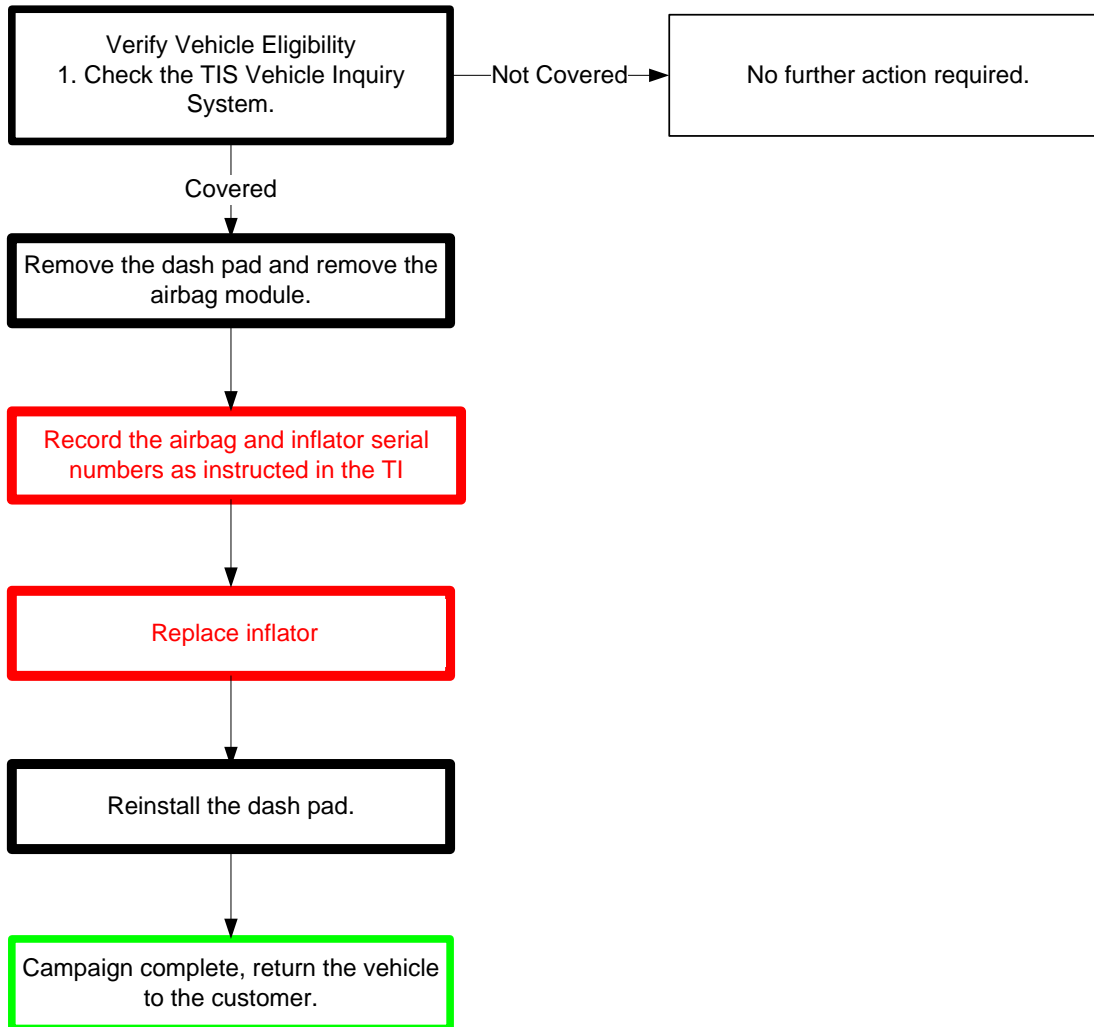 Verify Vehicle Eligibility
1. Check the TIS Vehicle Inquiry
System.
Not Covered
No further action required.
Covered
Remove the dash pad and remove the
airbag module.
Record the airbag and inflator serial
numbers as instructed in the TI
Replace inflator
Reinstall the dash pad.
Campaign complete, return the vehicle
to the customer.